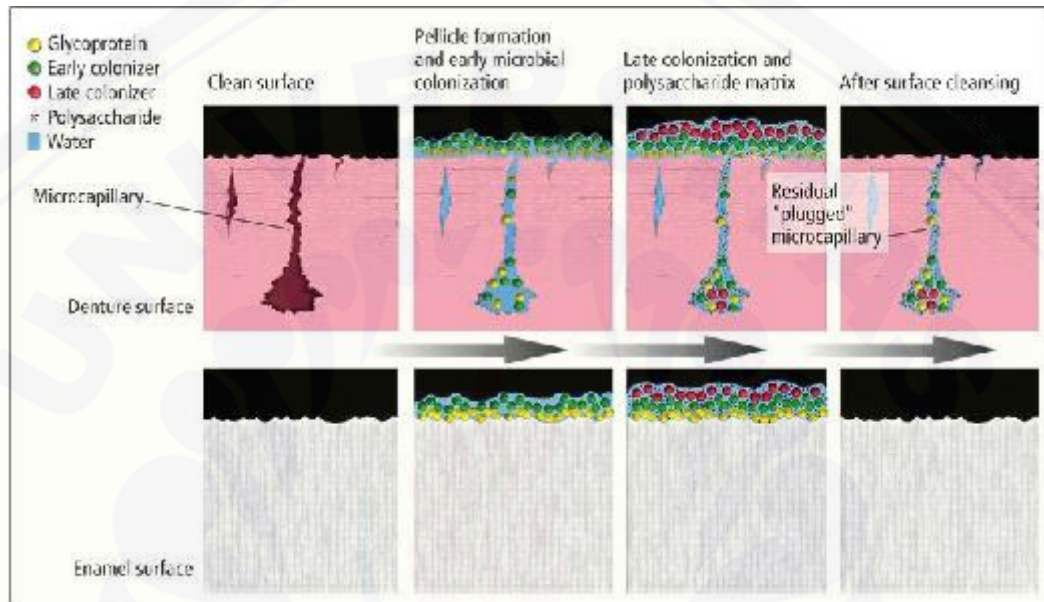 Glycoprotein
Early colonizer
Late colonizer
Polysaccharide
Water
Clean surface
Pellicle formation
and early microbial
colonization
Late colonization and
polysaccharide matrix
After surface cleansing
Microcapillary
Residual
"plugged"
microcapillary
Denture surface
Enamel surface